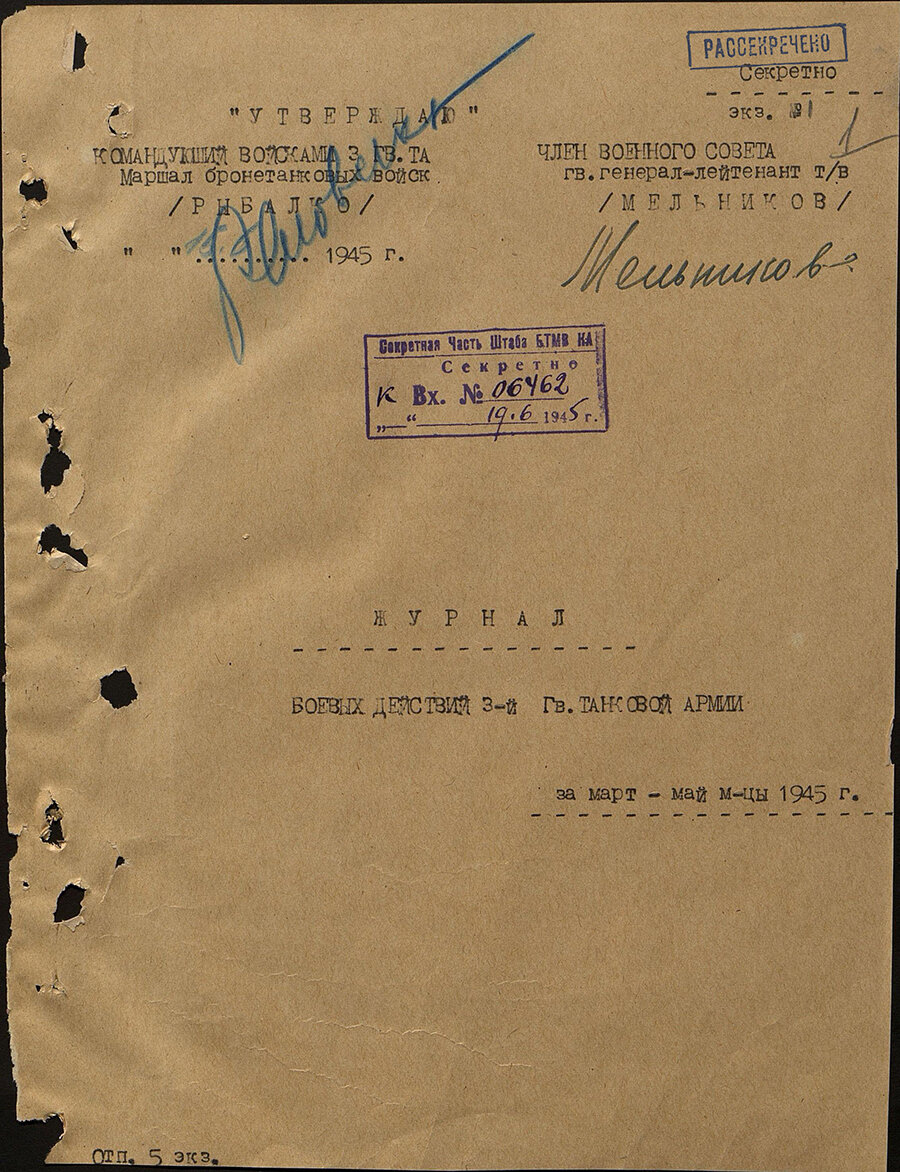 РАССЕКРЕЧЕНО
Секретно
экз. №1
1
"УТВЕРЖДАЮ"
КОМАНДУЮЩИЙ ВОЙСКАМИ 3 ГВ.ТА
Маршал бронетанковых войск
/РЫБАЛКО/
" " .......... 1945 г.
ЧЛЕН ВОЕННОГО СОВЕТА
гв.генерал-лейтенант т/в
/МЕЛЬНИКОВ/
Мельников
Секретная Часть Штаба БТМВ КА
Секретно
К Вх. № 06462
„—“ 19.6 1945 г.
ЖУРНАЛ
БОЕВЫХ ДЕЙСТВИЙ 3-й Гв.ТАНКОВОЙ АРМИИ
за март - май м-цы 1945 г.
Отп. 5 экз.